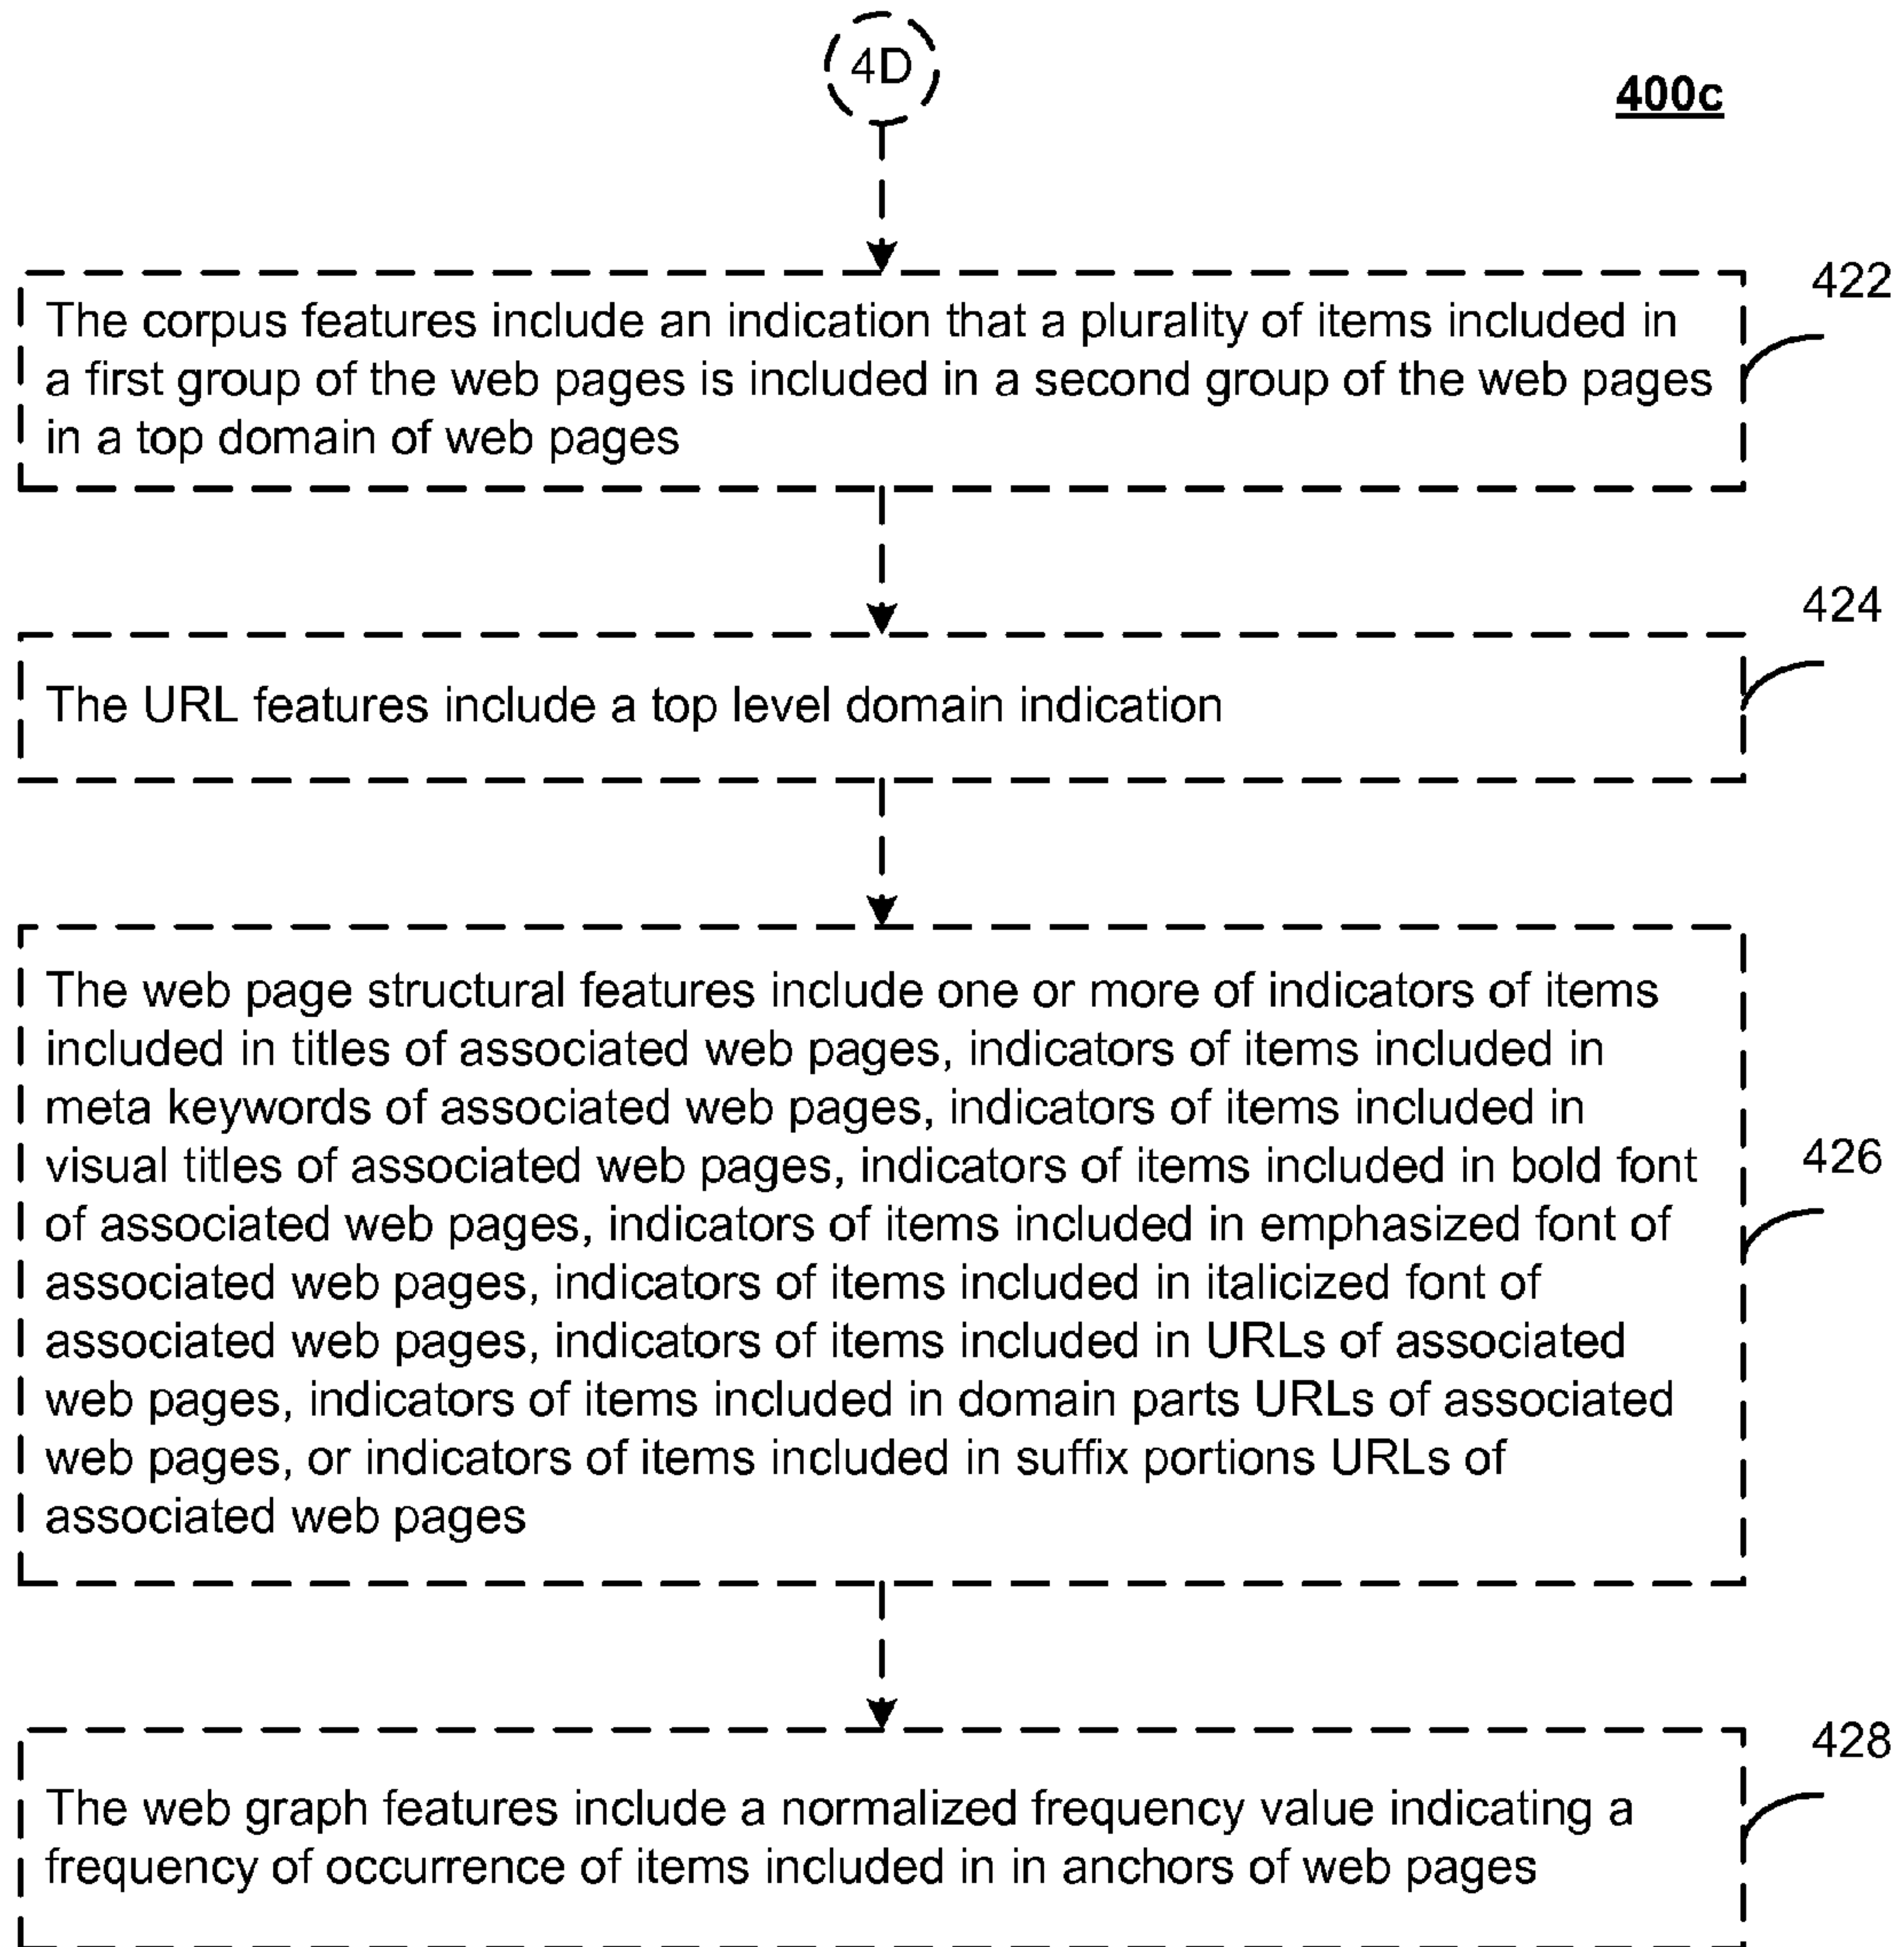 4D
400c
422
The corpus features include an indication that a plurality of items included in
a first group of the web pages is included in a second group of the web pages
in a top domain of web pages
424
The URL features include a top level domain indication
The web page structural features include one or more of indicators of items
included in titles of associated web pages, indicators of items included in
meta keywords of associated web pages, indicators of items included in
visual titles of associated web pages, indicators of items included in bold font
of associated web pages, indicators of items included in emphasized font of
associated web pages, indicators of items included in italicized font of
associated web pages, indicators of items included in URLs of associated
web pages, indicators of items included in domain parts URLs of associated
web pages, or indicators of items included in suffix portions URLs of
associated web pages
426
428
The web graph features include a normalized frequency value indicating a
frequency of occurrence of items included in in anchors of web pages